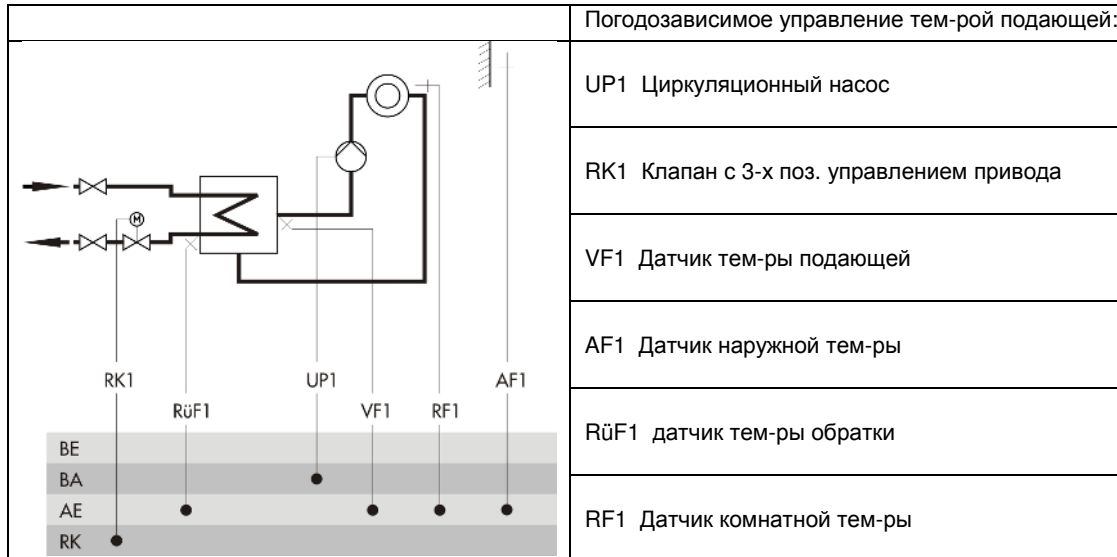 Погодозависимое управление тем-рой подающей:
UP1 Циркуляционный насос
RK1 Клапан с 3-х поз. управлением привода
VF1 Датчик тем-ры подающей
AF1 Датчик наружной тем-ры
RüF1 датчик тем-ры обратки
RF1 Датчик комнатной тем-ры
M
RK1 UP1 AF1
RüF1 VF1 RF1
BE
BA
AE
RK